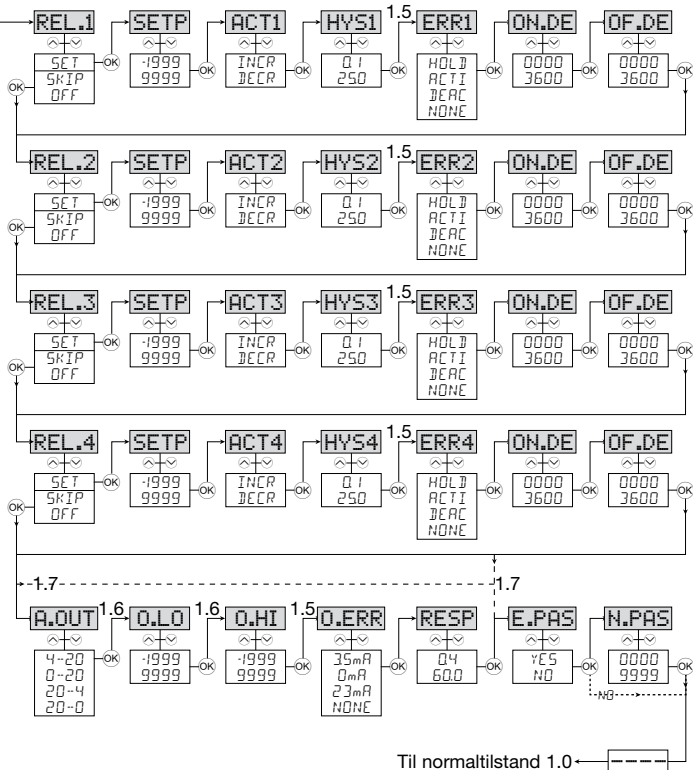 REL.1 SETP ACT1 HYS1 1.5 ERR1 ON.DE OF.DE
SET -1999 INCR 0.1 HOLD 0000 0000
SKIP 9999 DECR 25.0 ACTI 3600 3600
OFF DEAC
NONE
OK OK OK OK OK OK OK OK
REL.2 SETP ACT2 HYS2 1.5 ERR2 ON.DE OF.DE
SET -1999 INCR 0.1 HOLD 0000 0000
SKIP 9999 DECR 25.0 ACTI 3600 3600
OFF DEAC
NONE
OK OK OK OK OK OK OK OK
REL.3 SETP ACT3 HYS3 1.5 ERR3 ON.DE OF.DE
SET -1999 INCR 0.1 HOLD 0000 0000
SKIP 9999 DECR 25.0 ACTI 3600 3600
OFF DEAC
NONE
OK OK OK OK OK OK OK OK
REL.4 SETP ACT4 HYS4 1.5 ERR4 ON.DE OF.DE
SET -1999 INCR 0.1 HOLD 0000 0000
SKIP 9999 DECR 25.0 ACTI 3600 3600
OFF DEAC
NONE
OK OK OK OK OK OK OK OK
1.7 1.7
A.OUT 1.6 O.LO 1.6 O.HI 1.5 O.ERR RESP E.PAS N.PAS
4-20 -1999 -1999 3.5mA 0.4 YES 0000
0-20 9999 9999 0mA 60.0 NO 9999
20-4 23mA
20-0 NONE
OK OK OK OK OK OK OK
NO
Til normaltilstand 1.0 ----